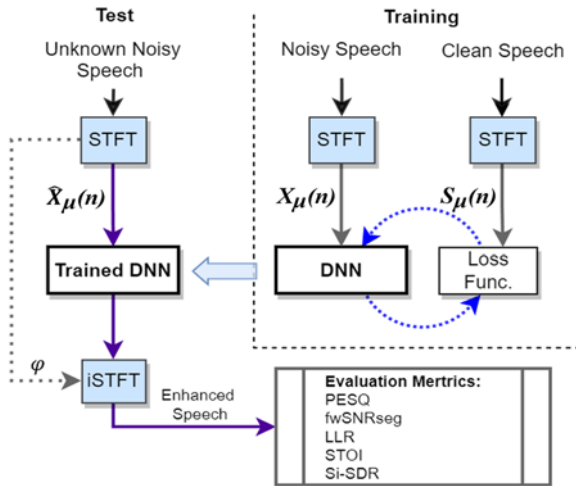 Test
Training
Unknown Noisy
Speech
Noisy Speech
Clean Speech
STFT
STFT
STFT
X̂μ(n)
Xμ(n)
Sμ(n)
Trained DNN
DNN
Loss
Func.
φ
iSTFT
Enhanced
Speech
Evaluation Mertrics:
PESQ
fwSNRseg
LLR
STOI
Si-SDR